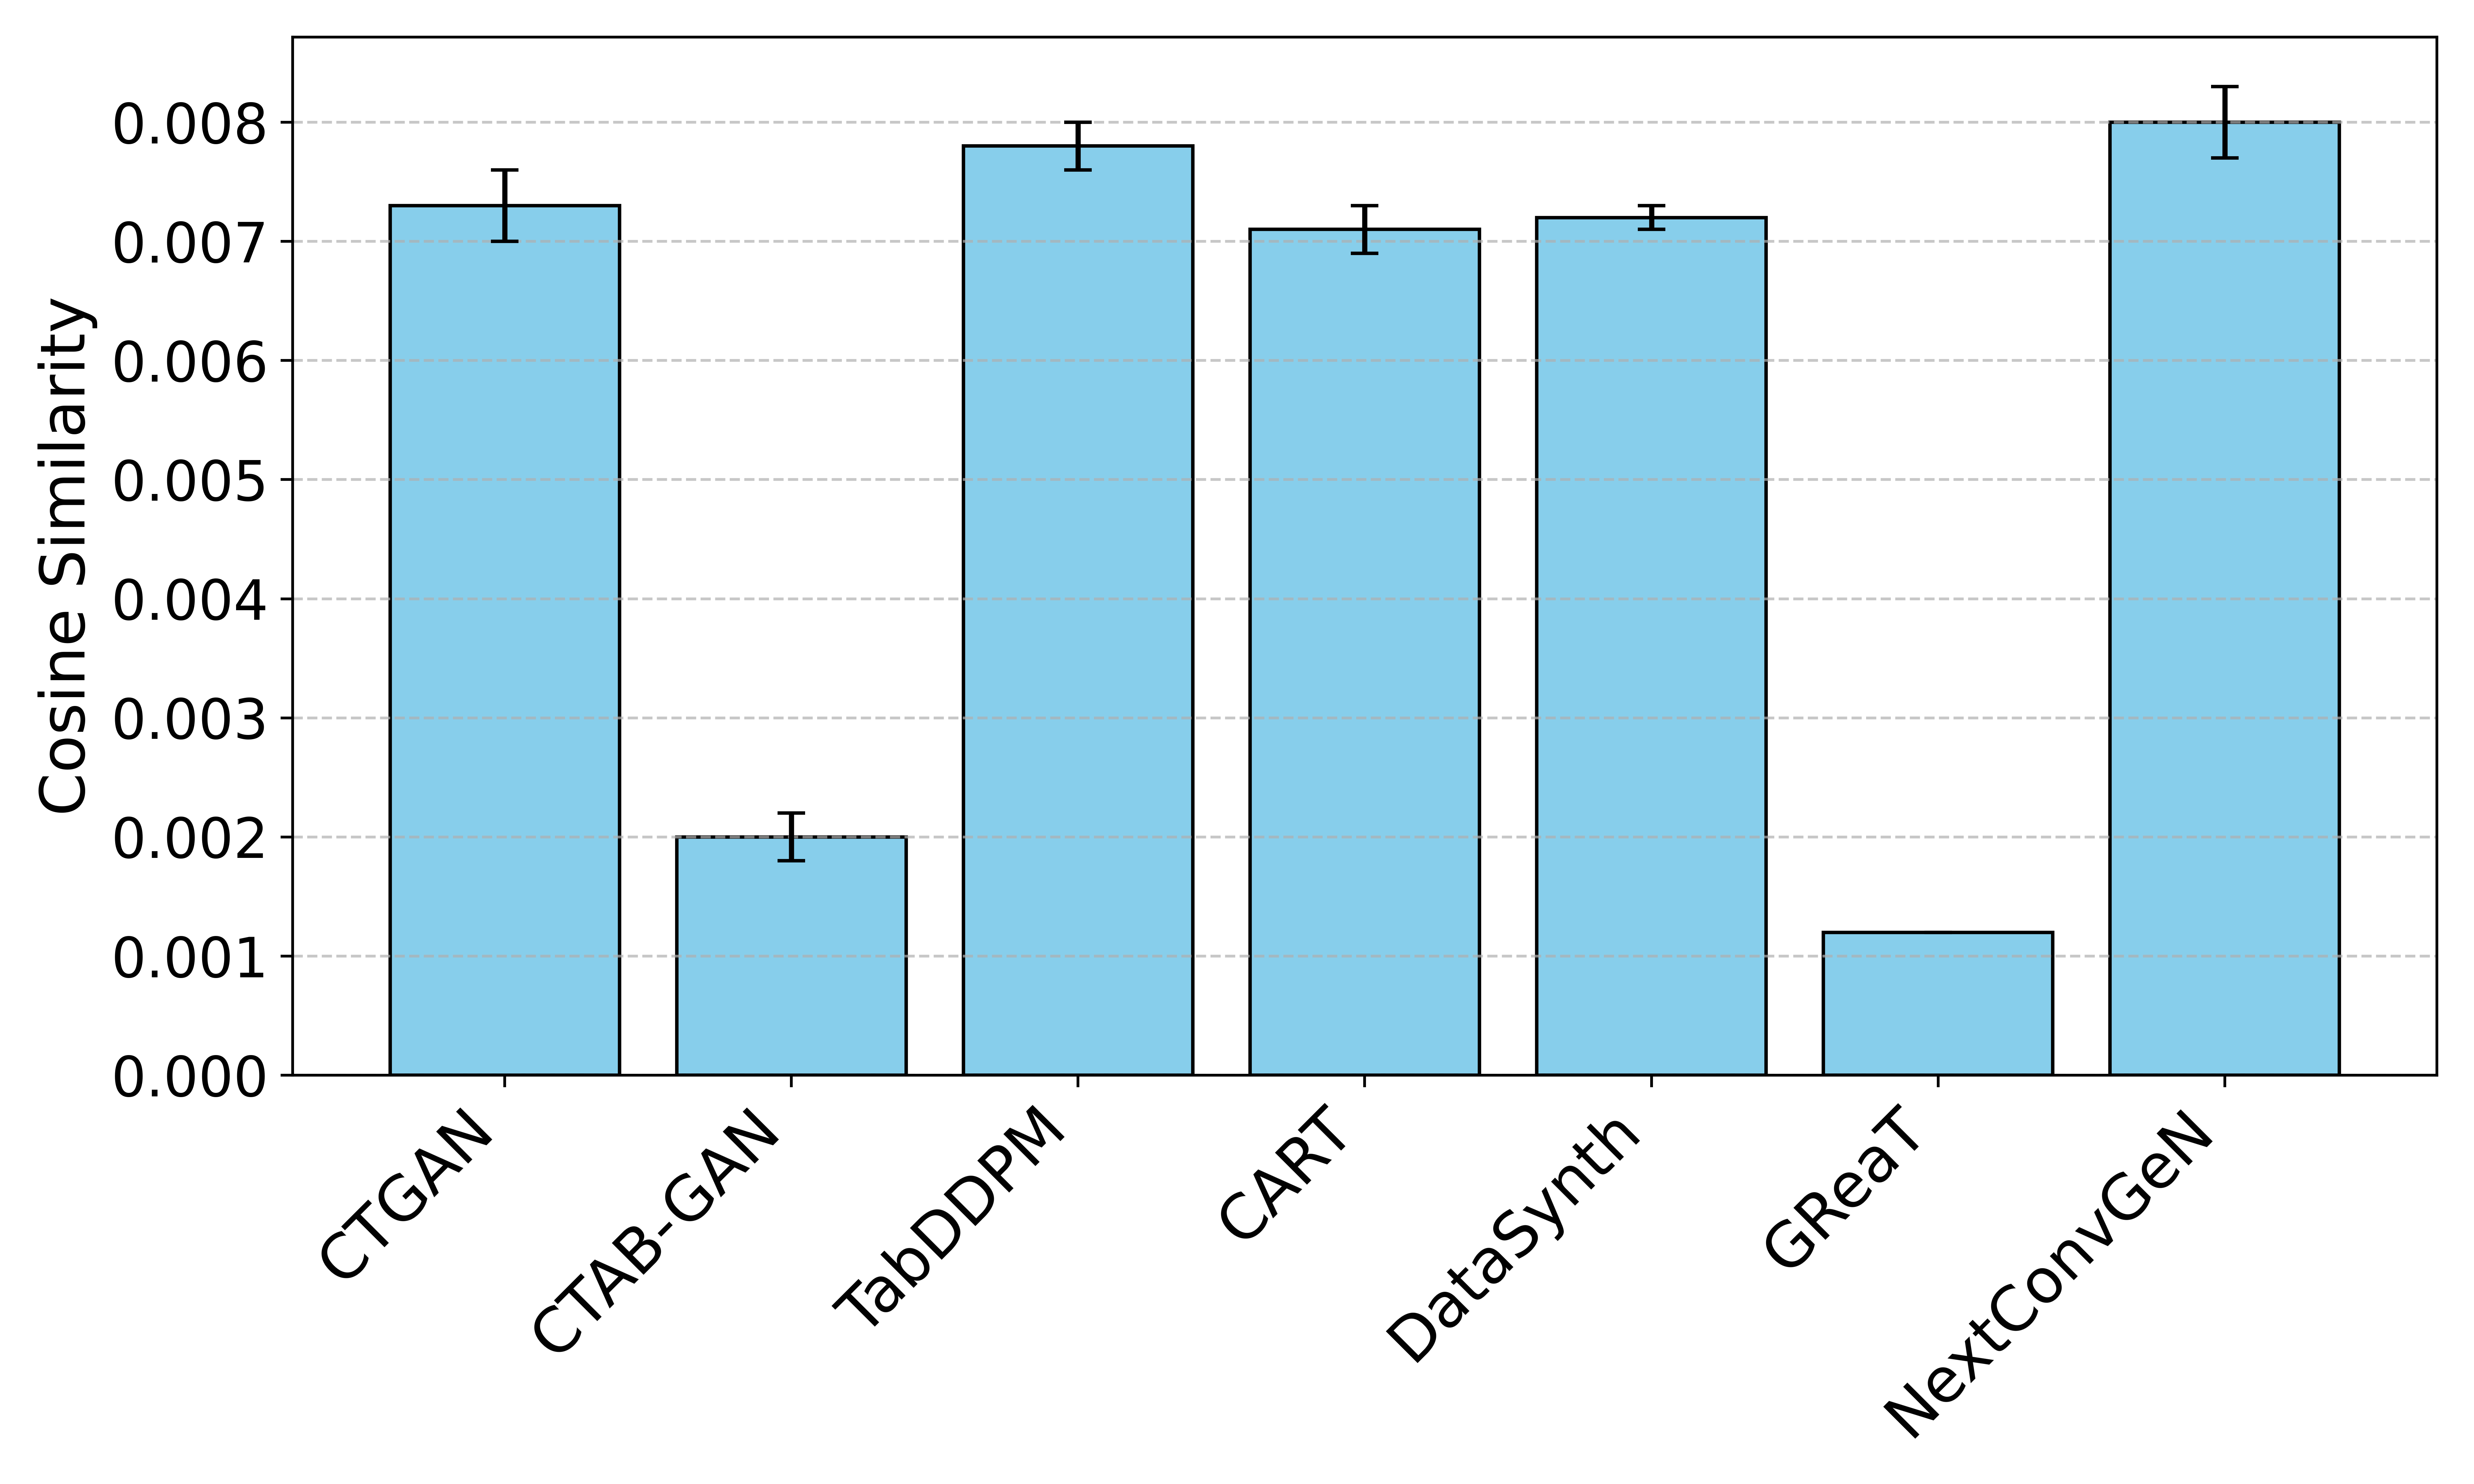 Cosine Similarity
0.008
0.007
0.006
0.005
0.004
0.003
0.002
0.001
0.000
CTGAN
CTAB-GAN
TabDDPM
CART
DataSynth
GReaT
NextConvGeN